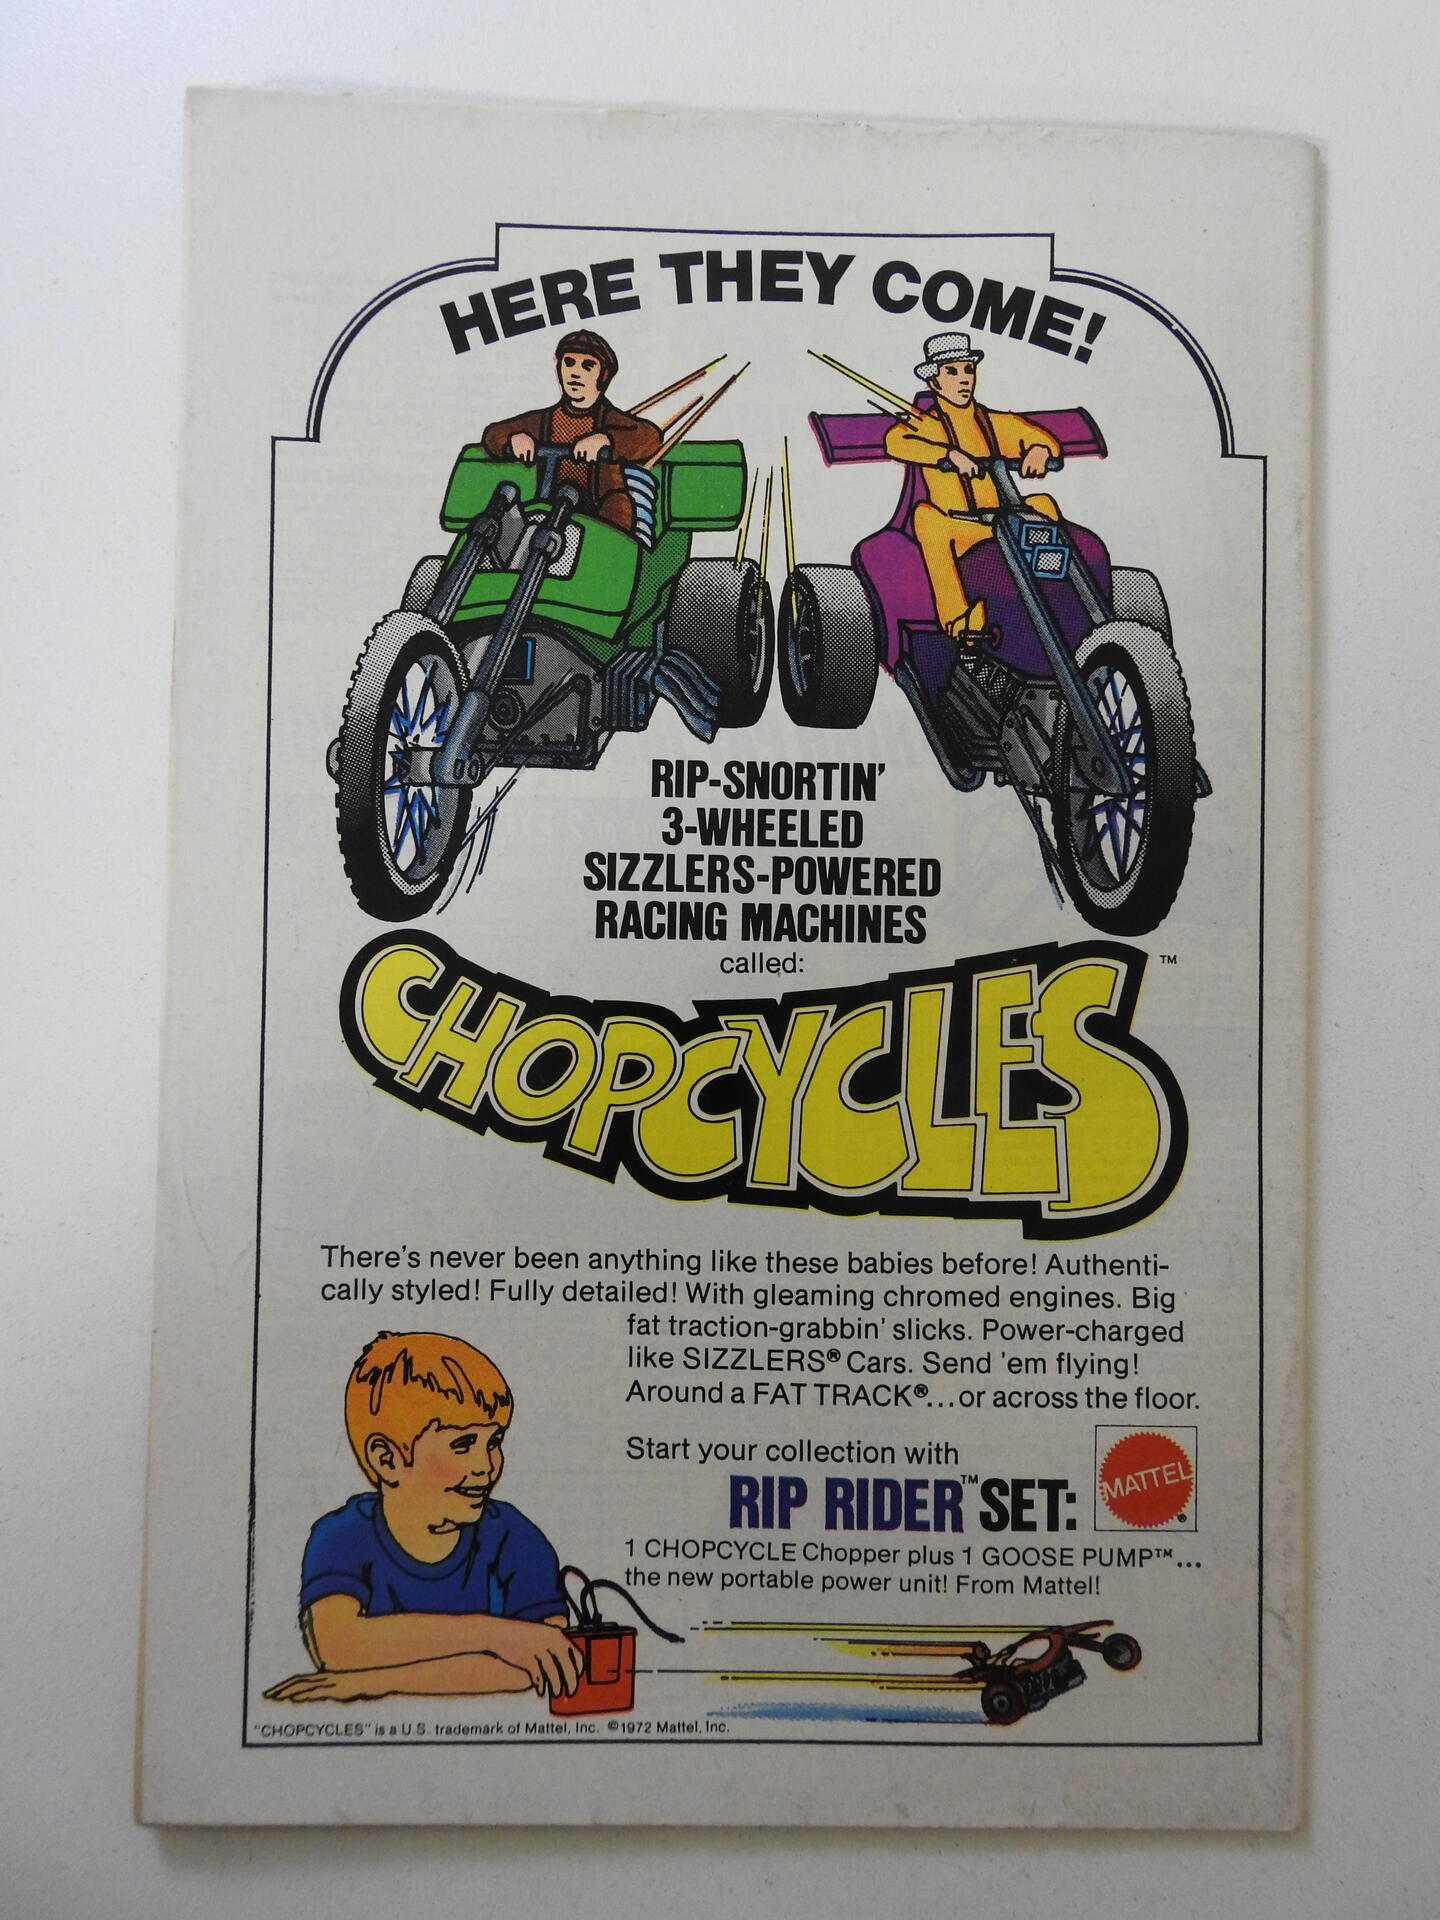 HERE THEY COME!
RIP-SNORTIN'
3-WHEELED
SIZZLERS-POWERED
RACING MACHINES
called:
CHOPCYCLES™
There's never been anything like these babies before! Authenti-
cally styled! Fully detailed! With gleaming chromed engines. Big
fat traction-grabbin' slicks. Power-charged
like SIZZLERS® Cars. Send 'em flying!
Around a FAT TRACK®...or across the floor.
Start your collection with
RIP RIDER™ SET:
MATTEL®
1 CHOPCYCLE Chopper plus 1 GOOSE PUMP™...
the new portable power unit! From Mattel!
"CHOPCYCLES" is a U.S. trademark of Mattel, Inc. ©1972 Mattel, Inc.